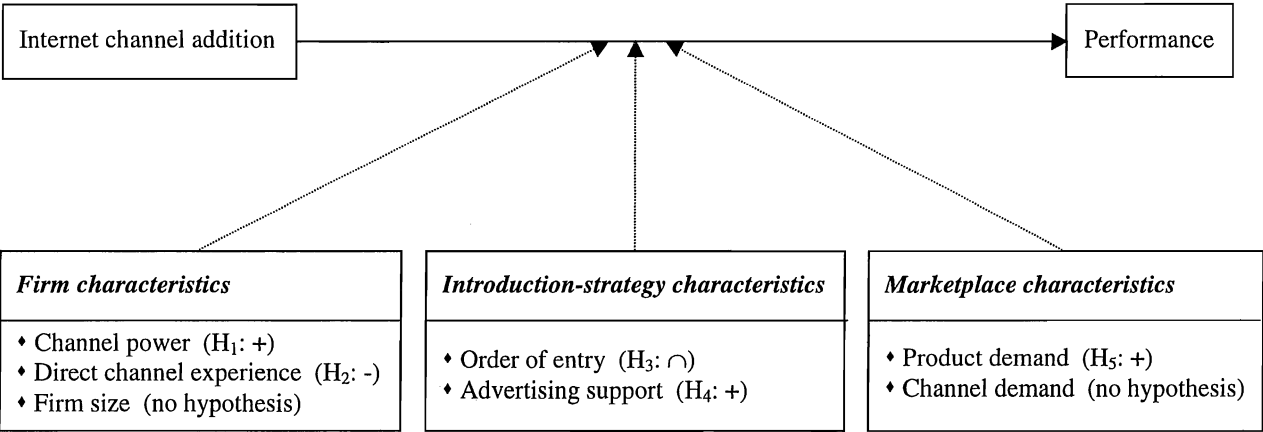 Internet channel addition
Performance
Firm characteristics
♦ Channel power (H₁: +)
♦ Direct channel experience (H₂: -)
♦ Firm size (no hypothesis)
Introduction-strategy characteristics
♦ Order of entry (H₃: ∩)
♦ Advertising support (H₄: +)
Marketplace characteristics
♦ Product demand (H₅: +)
♦ Channel demand (no hypothesis)